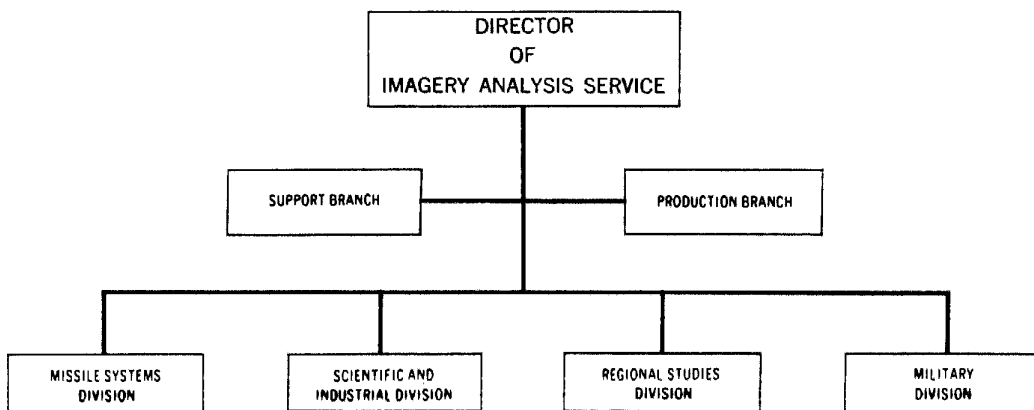 DIRECTOR
OF
IMAGERY ANALYSIS SERVICE
SUPPORT BRANCH
PRODUCTION BRANCH
MISSILE SYSTEMS
DIVISION
SCIENTIFIC AND
INDUSTRIAL DIVISION
REGIONAL STUDIES
DIVISION
MILITARY
DIVISION